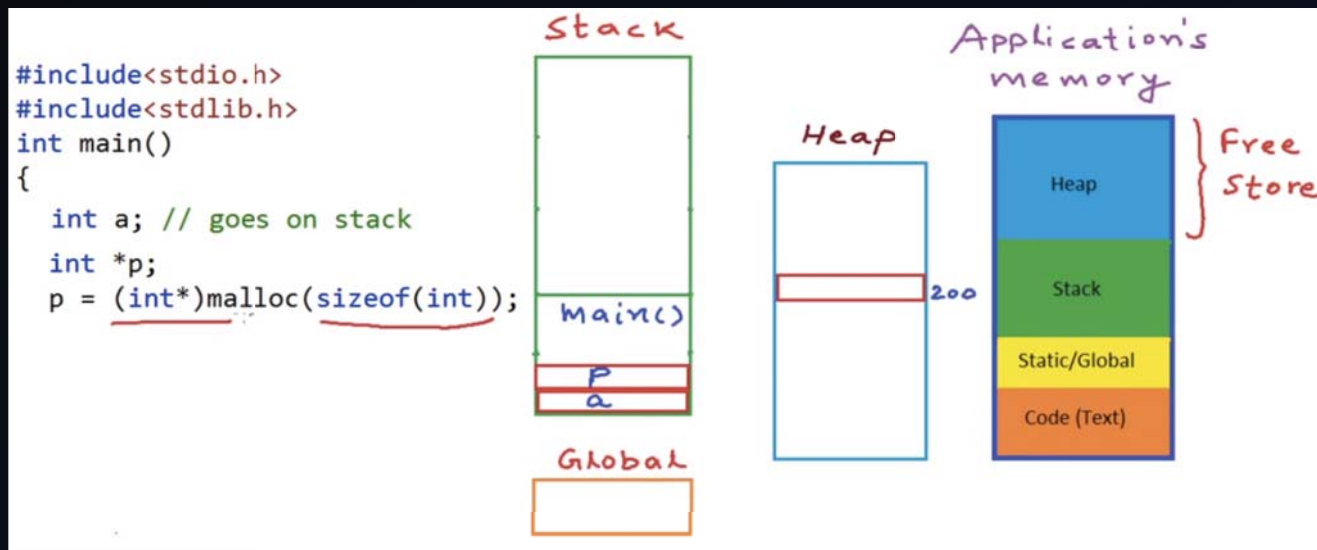 #include<stdio.h>
#include<stdlib.h>
int main()
{
int a; // goes on stack
int *p;
p = (int*)malloc(sizeof(int));
Stack
main()
P
a
Global
Heap
200
Application's
memory
Heap
Stack
Static/Global
Code (Text)
Free
Store